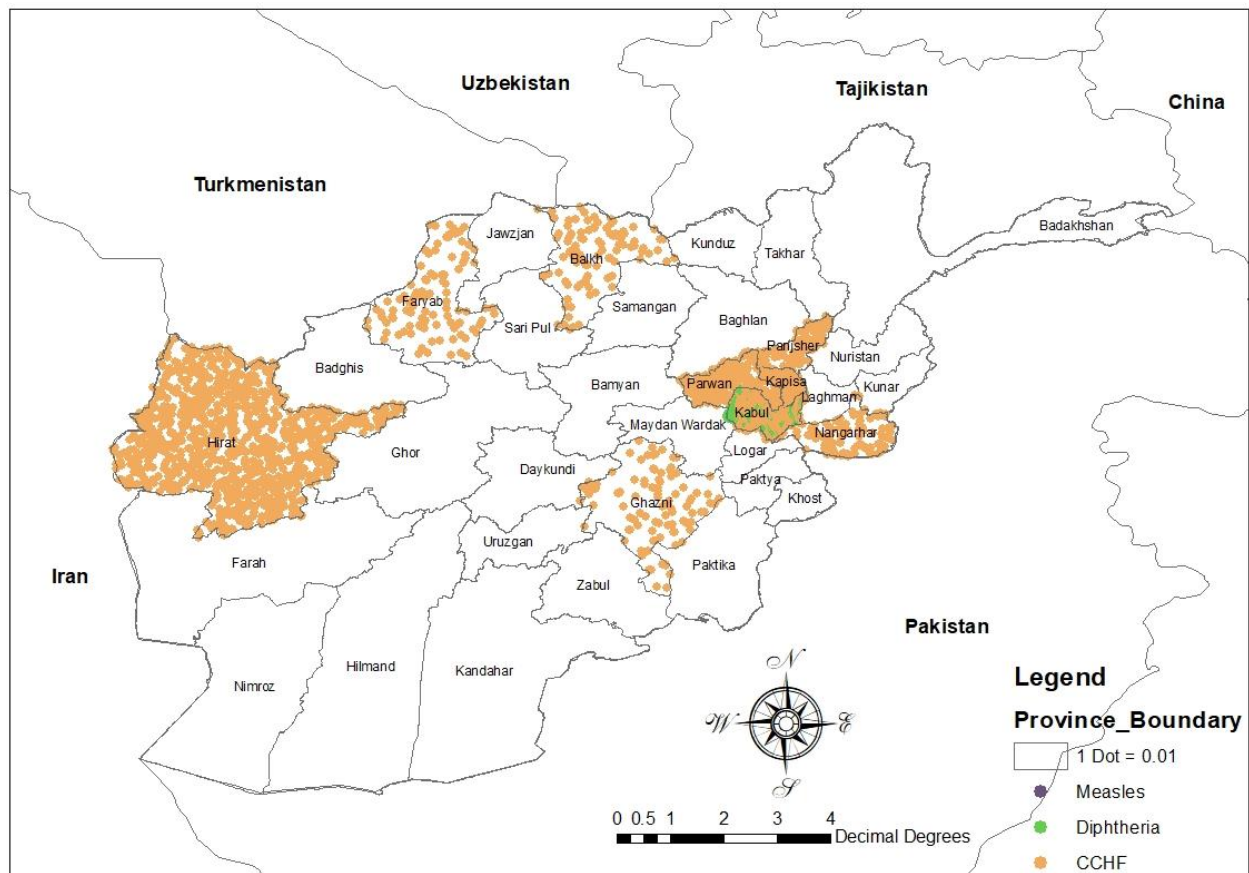 Uzbekistan
Tajikistan
China
Turkmenistan
Badakhshan
Jawzjan
Kunduz
Takhar
Balkh
Faryab
Samangan
Baghlan
Sari Pul
Panjsher
Nuristan
Badghis
Bamyan
Parwan
Kapisa
Kunar
Laghman
Kabul
Hirat
Maydan Wardak
Nangarhar
Ghor
Logar
Daykundi
Paktya
Khost
Ghazni
Uruzgan
Farah
Paktika
Iran
Zabul
Pakistan
Hilmand
Kandahar
Nimroz
N
W
E
S
Legend
Province_Boundary
1 Dot = 0.01
Measles
Diphtheria
CCHF
0 0.5 1 2 3 4
Decimal Degrees